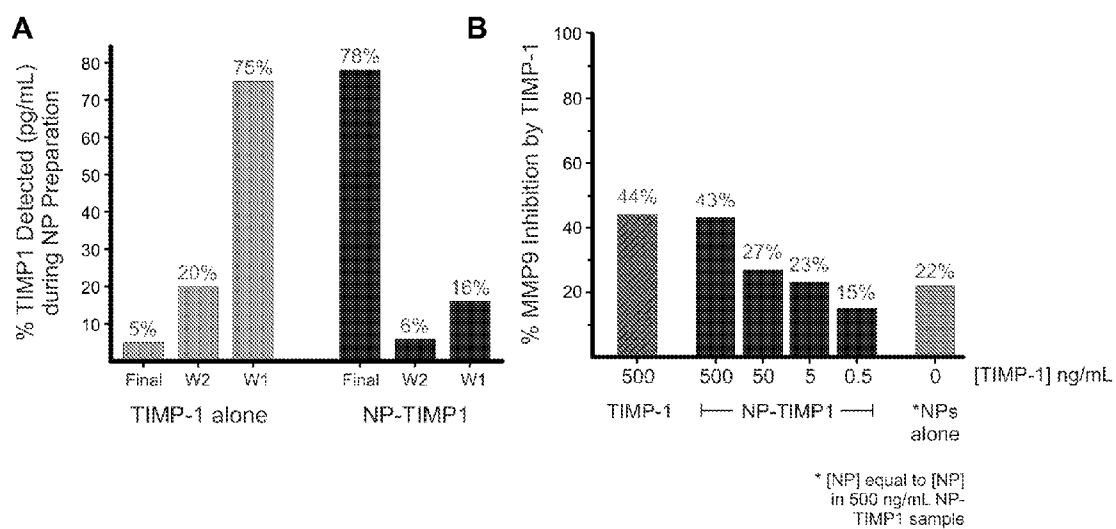 A
% TIMP1 Detected (pg/mL)
during NP Preparation
80
70
60
50
40
30
20
10
5%
20%
75%
78%
6%
16%
Final W2 W1 Final W2 W1
TIMP-1 alone NP-TIMP1
B
% MMP9 Inhibition by TIMP-1
100
80
60
40
20
44%
43%
27%
23%
15%
22%
500 500 50 5 0.5 0 [TIMP-1] ng/mL
TIMP-1 NP-TIMP1 *NPs
alone
* [NP] equal to [NP]
in 500 ng/mL NP-
TIMP1 sample